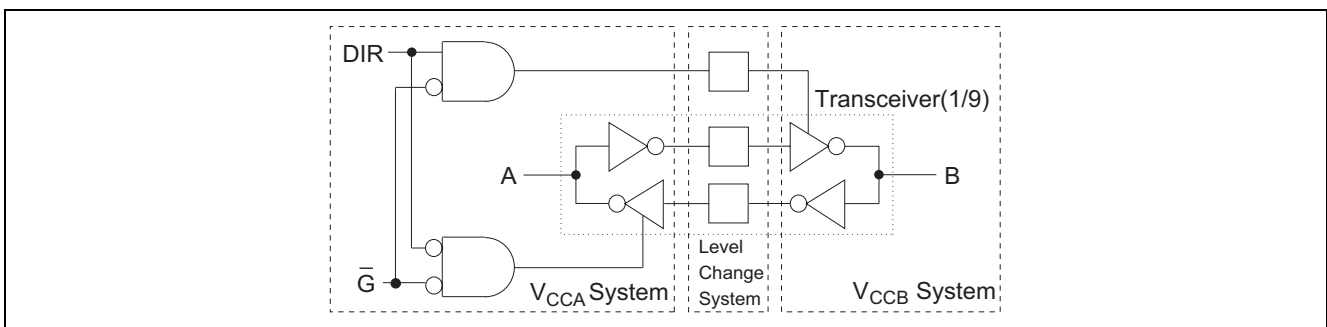 DIR
Transceiver(1/9)
A
B
G̅
Level
Change
System
VCCA System
VCCB System